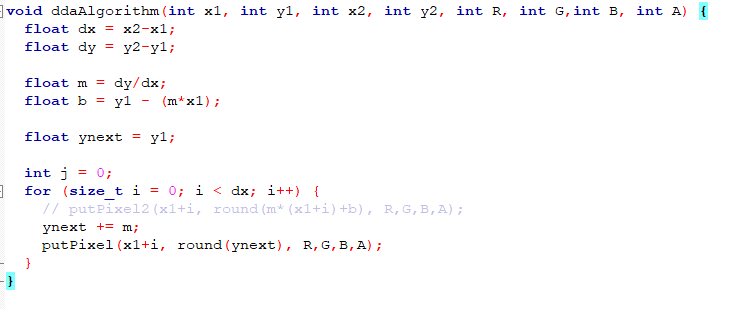 void ddaAlgorithm(int x1, int y1, int x2, int y2, int R, int G,int B, int A) {
float dx = x2-x1;
float dy = y2-y1;
float m = dy/dx;
float b = y1 - (m*x1);
float ynext = y1;
int j = 0;
for (size_t i = 0; i < dx; i++) {
// putPixel2(x1+i, round(m*(x1+i)+b), R,G,B,A);
ynext += m;
putPixel(x1+i, round(ynext), R,G,B,A);
}
}